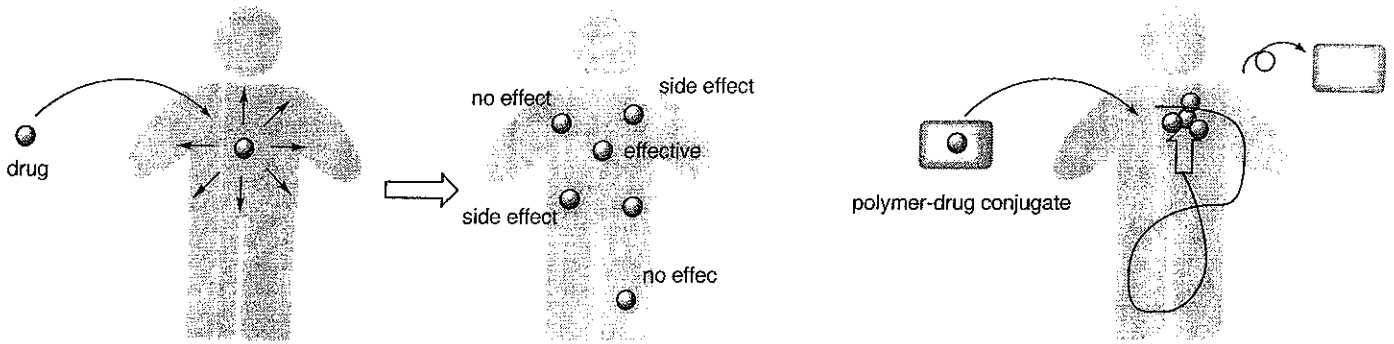 drug
no effect
side effect
effective
side effect
no effec
polymer-drug conjugate